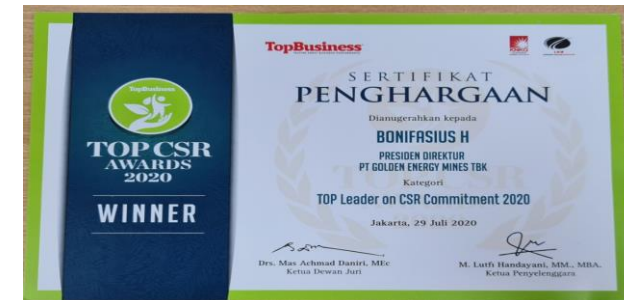 TopBusiness
TOP CSR
AWARDS
2020
WINNER
TopBusiness
SERTIFIKAT
PENGHARGAAN
Dianugerahkan kepada
BONIFASIUS H
PRESIDEN DIREKTUR
PT GOLDEN ENERGY MINES TBK
Kategori
TOP Leader on CSR Commitment 2020
Jakarta, 29 Juli 2020
Drs. Mas Achmad Daniri, MEc
Ketua Dewan Juri
M. Lutfi Handayani, MM., MBA.
Ketua Penyelenggara